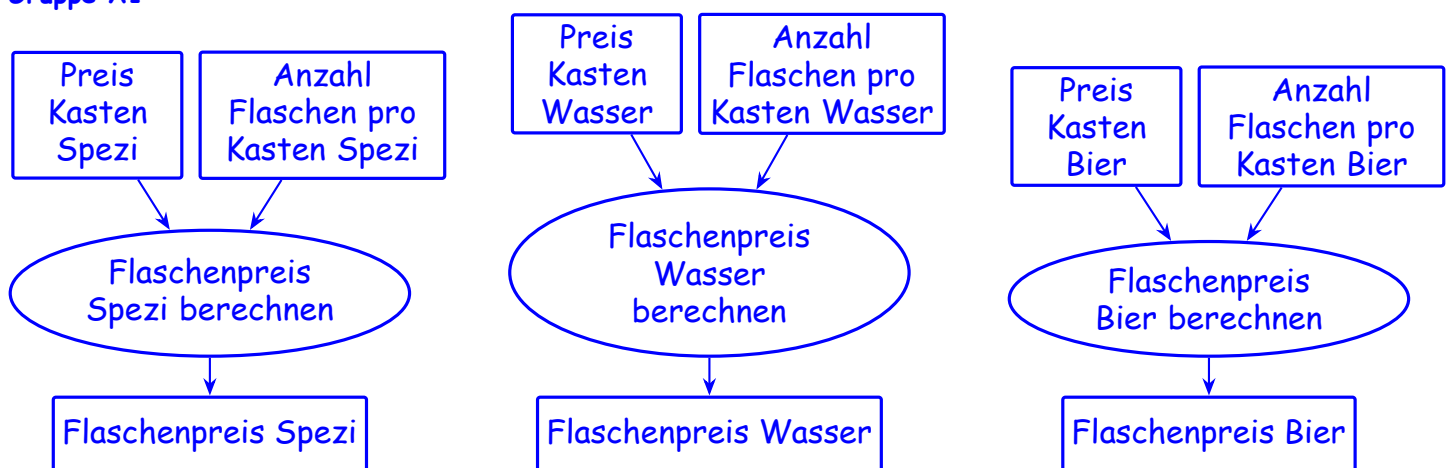 Preis
Kasten
Spezi
Anzahl
Flaschen pro
Kasten Spezi
Flaschenpreis
Spezi berechnen
Flaschenpreis Spezi
Preis
Kasten
Wasser
Anzahl
Flaschen pro
Kasten Wasser
Flaschenpreis
Wasser
berechnen
Flaschenpreis Wasser
Preis
Kasten
Bier
Anzahl
Flaschen pro
Kasten Bier
Flaschenpreis
Bier berechnen
Flaschenpreis Bier